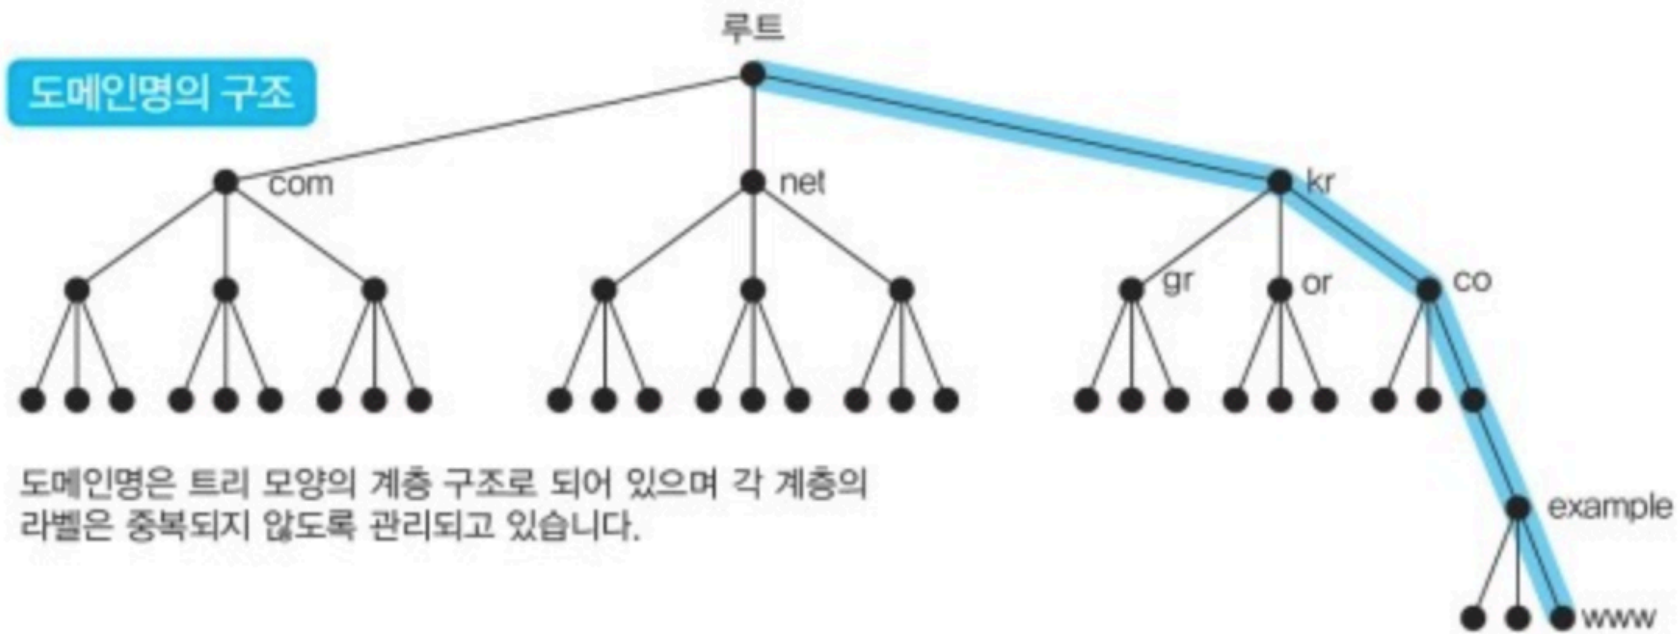 루트
도메인명의 구조
com
net
kr
gr
or
co
도메인명은 트리 모양의 계층 구조로 되어 있으며 각 계층의
라벨은 중복되지 않도록 관리되고 있습니다.
example
www